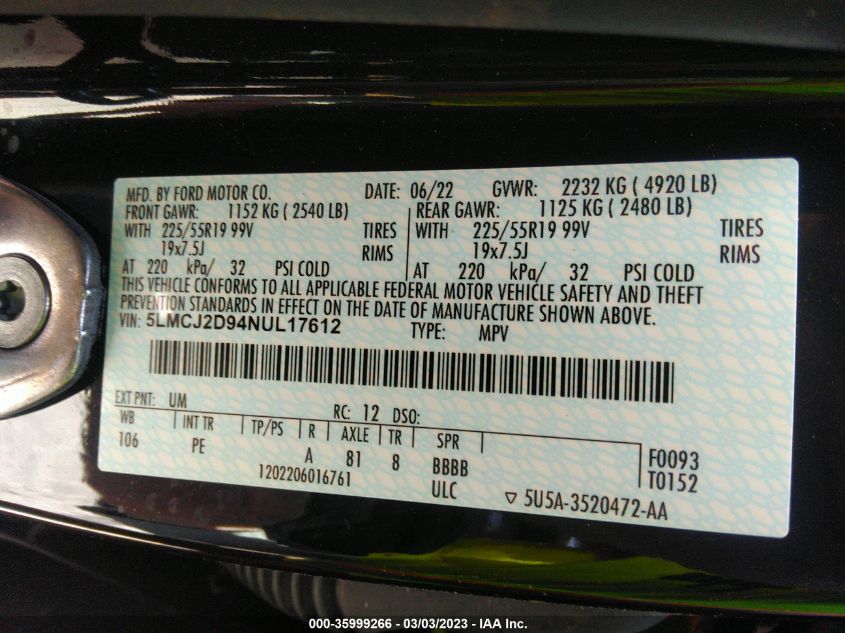 MFD. BY FORD MOTOR CO. DATE: 06/22 GVWR: 2232 KG ( 4920 LB)
FRONT GAWR: 1152 KG ( 2540 LB) REAR GAWR: 1125 KG ( 2480 LB)
WITH 225/55R19 99V TIRES WITH 225/55R19 99V TIRES
19x7.5J RIMS 19x7.5J RIMS
AT 220 kPa/ 32 PSI COLD AT 220 kPa/ 32 PSI COLD
THIS VEHICLE CONFORMS TO ALL APPLICABLE FEDERAL MOTOR VEHICLE SAFETY AND THEFT
PREVENTION STANDARDS IN EFFECT ON THE DATE OF MANUFACTURE SHOWN ABOVE.
VIN: 5LMCJ2D94NUL17612 TYPE: MPV
EXT PNT: UM RC: 12 DSO:
WB INT TR TP/PS R AXLE TR SPR F0093
106 PE A 81 8 BBBB T0152
1202206016761 ULC ▽ 5U5A-3520472-AA
000-35999266 - 03/03/2023 - IAA Inc.